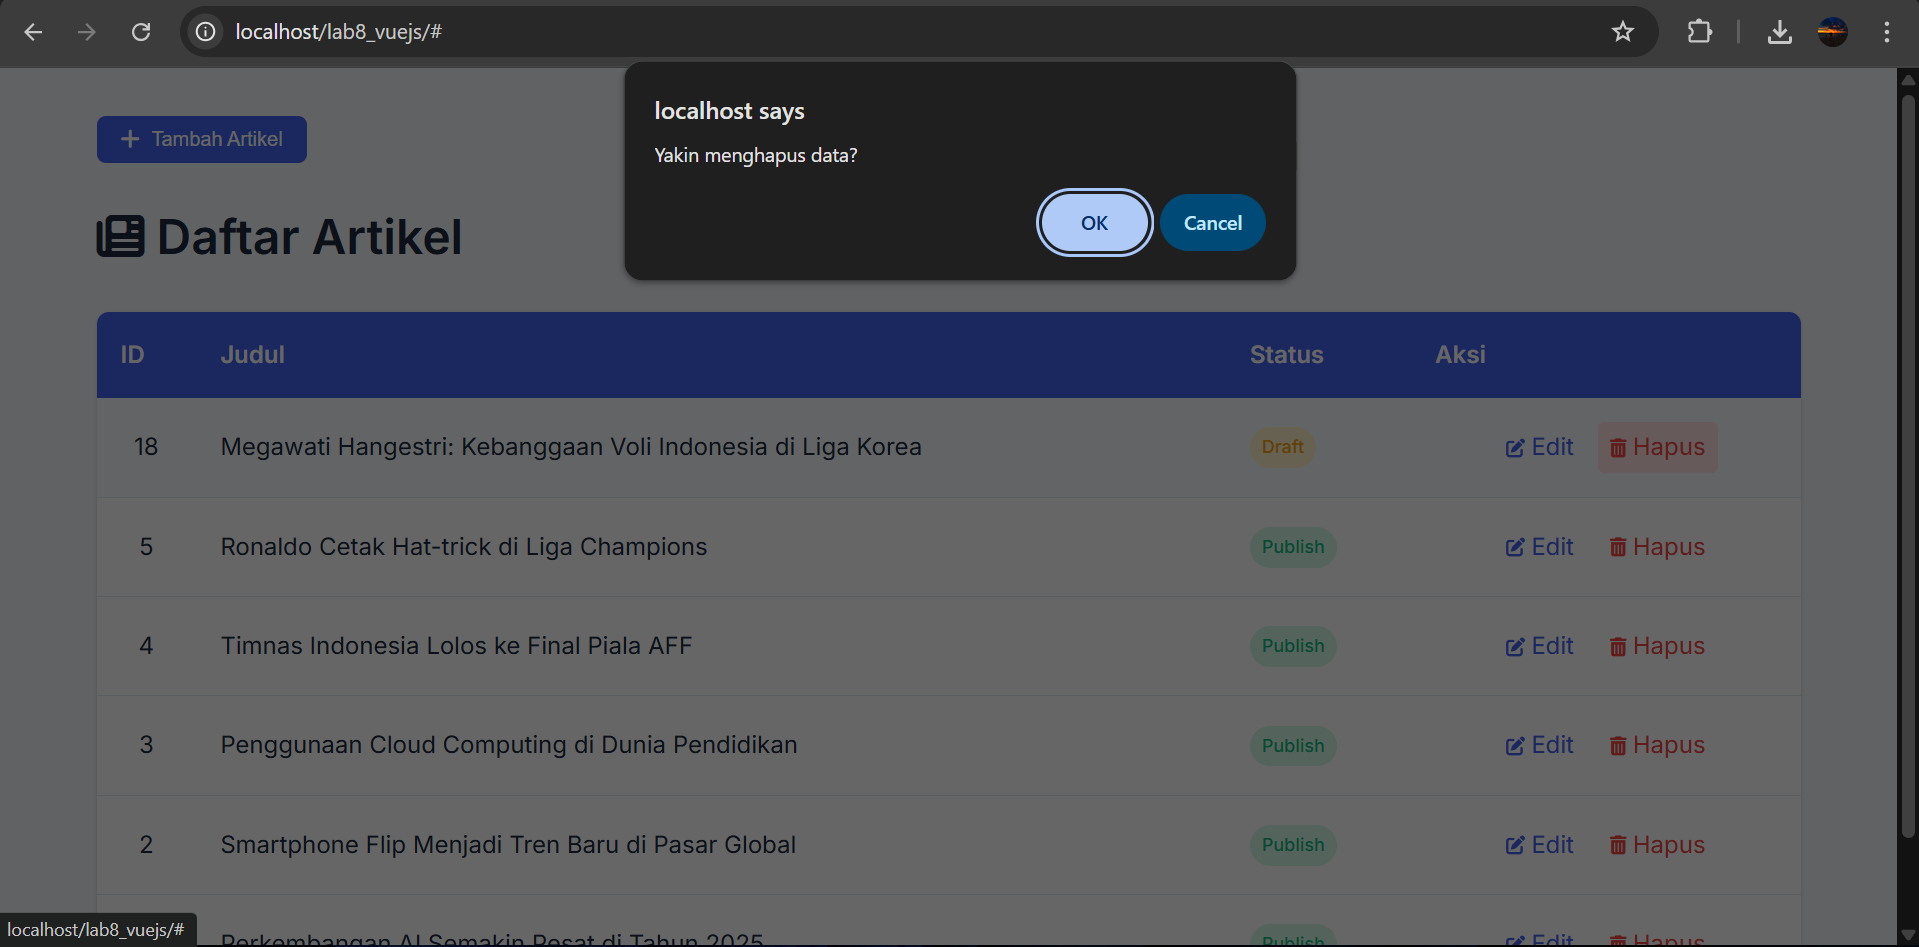 localhost/lab8_vuejs/#
localhost says
Yakin menghapus data?
OK Cancel
Tambah Artikel
Daftar Artikel
ID Judul Status Aksi
18 Megawati Hangestri: Kebanggaan Voli Indonesia di Liga Korea Draft Edit Hapus
5 Ronaldo Cetak Hat-trick di Liga Champions Publish Edit Hapus
4 Timnas Indonesia Lolos ke Final Piala AFF Publish Edit Hapus
3 Penggunaan Cloud Computing di Dunia Pendidikan Publish Edit Hapus
2 Smartphone Flip Menjadi Tren Baru di Pasar Global Publish Edit Hapus
Perkembangan AI Semakin Pesat di Tahun 2025 Publish Edit Hapus
localhost/lab8_vuejs/#